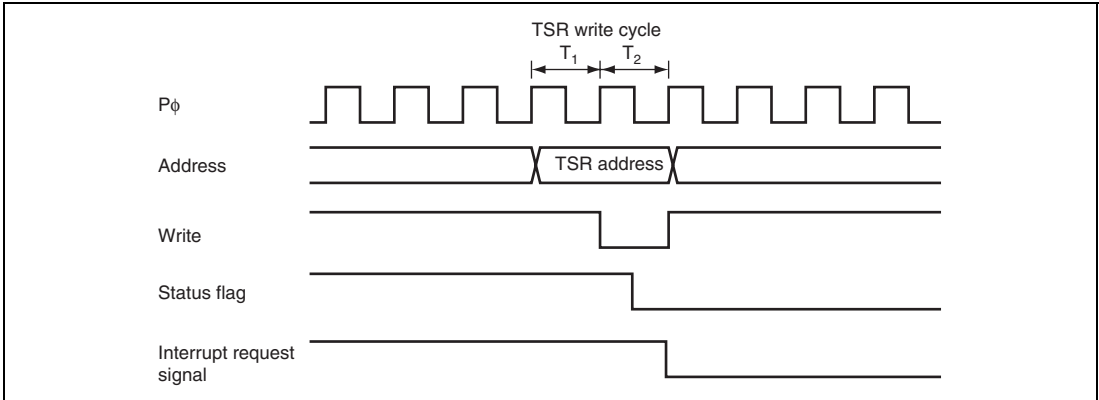 TSR write cycle
T1 T2
Pφ
Address
TSR address
Write
Status flag
Interrupt request
signal